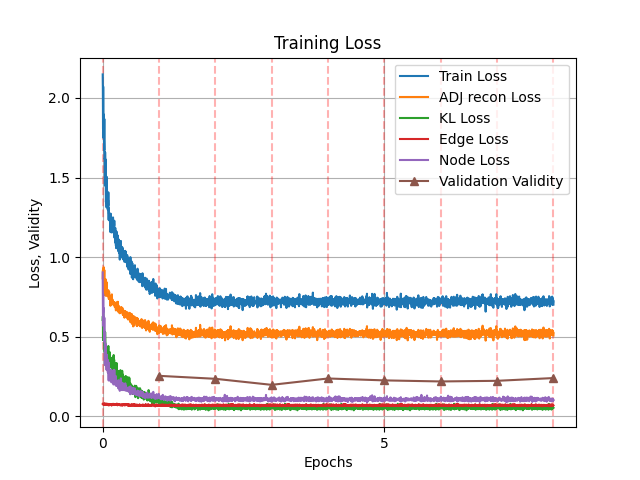 Training Loss
Train Loss
ADJ recon Loss
KL Loss
Edge Loss
Node Loss
Validation Validity
2.0
1.5
1.0
0.5
0.0
Loss, Validity
0
5
Epochs